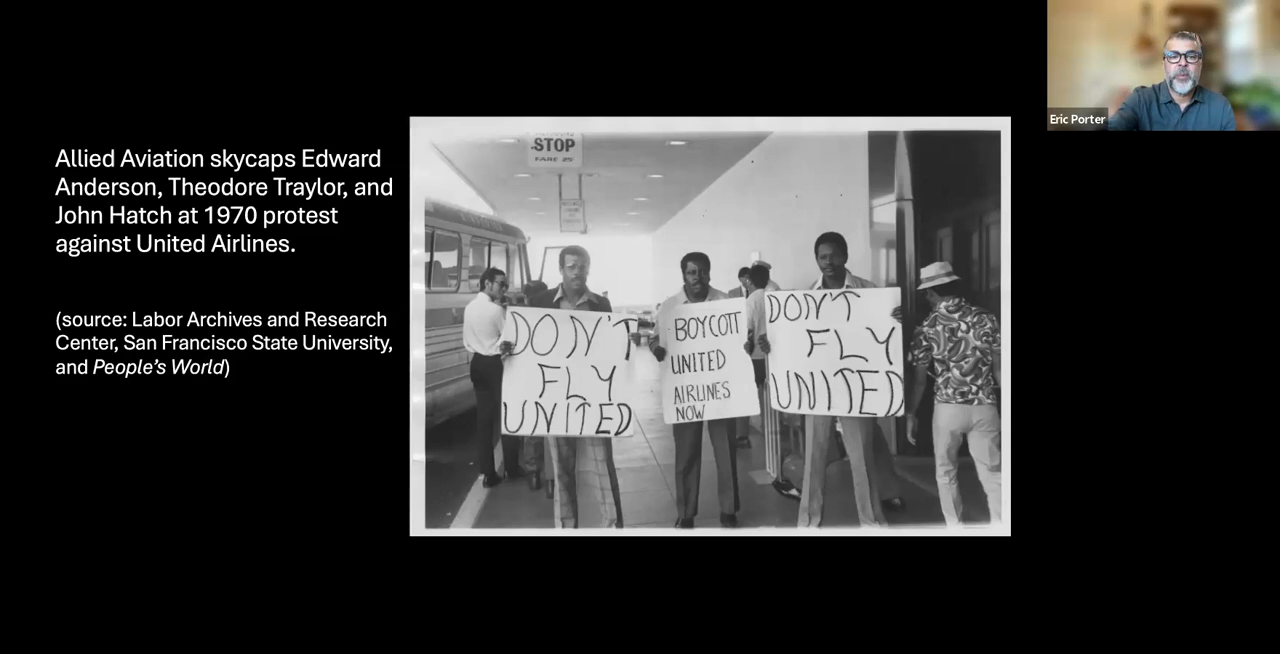 Allied Aviation skycaps Edward
Anderson, Theodore Traylor, and
John Hatch at 1970 protest
against United Airlines.
(source: Labor Archives and Research
Center, San Francisco State University,
and People's World)
STOP
FARE 25¢
DON'T
FLY
UNITED
BOYCOTT
UNITED
AIRLINES
NOW
DON'T
FLY
UNITED
Eric Porter